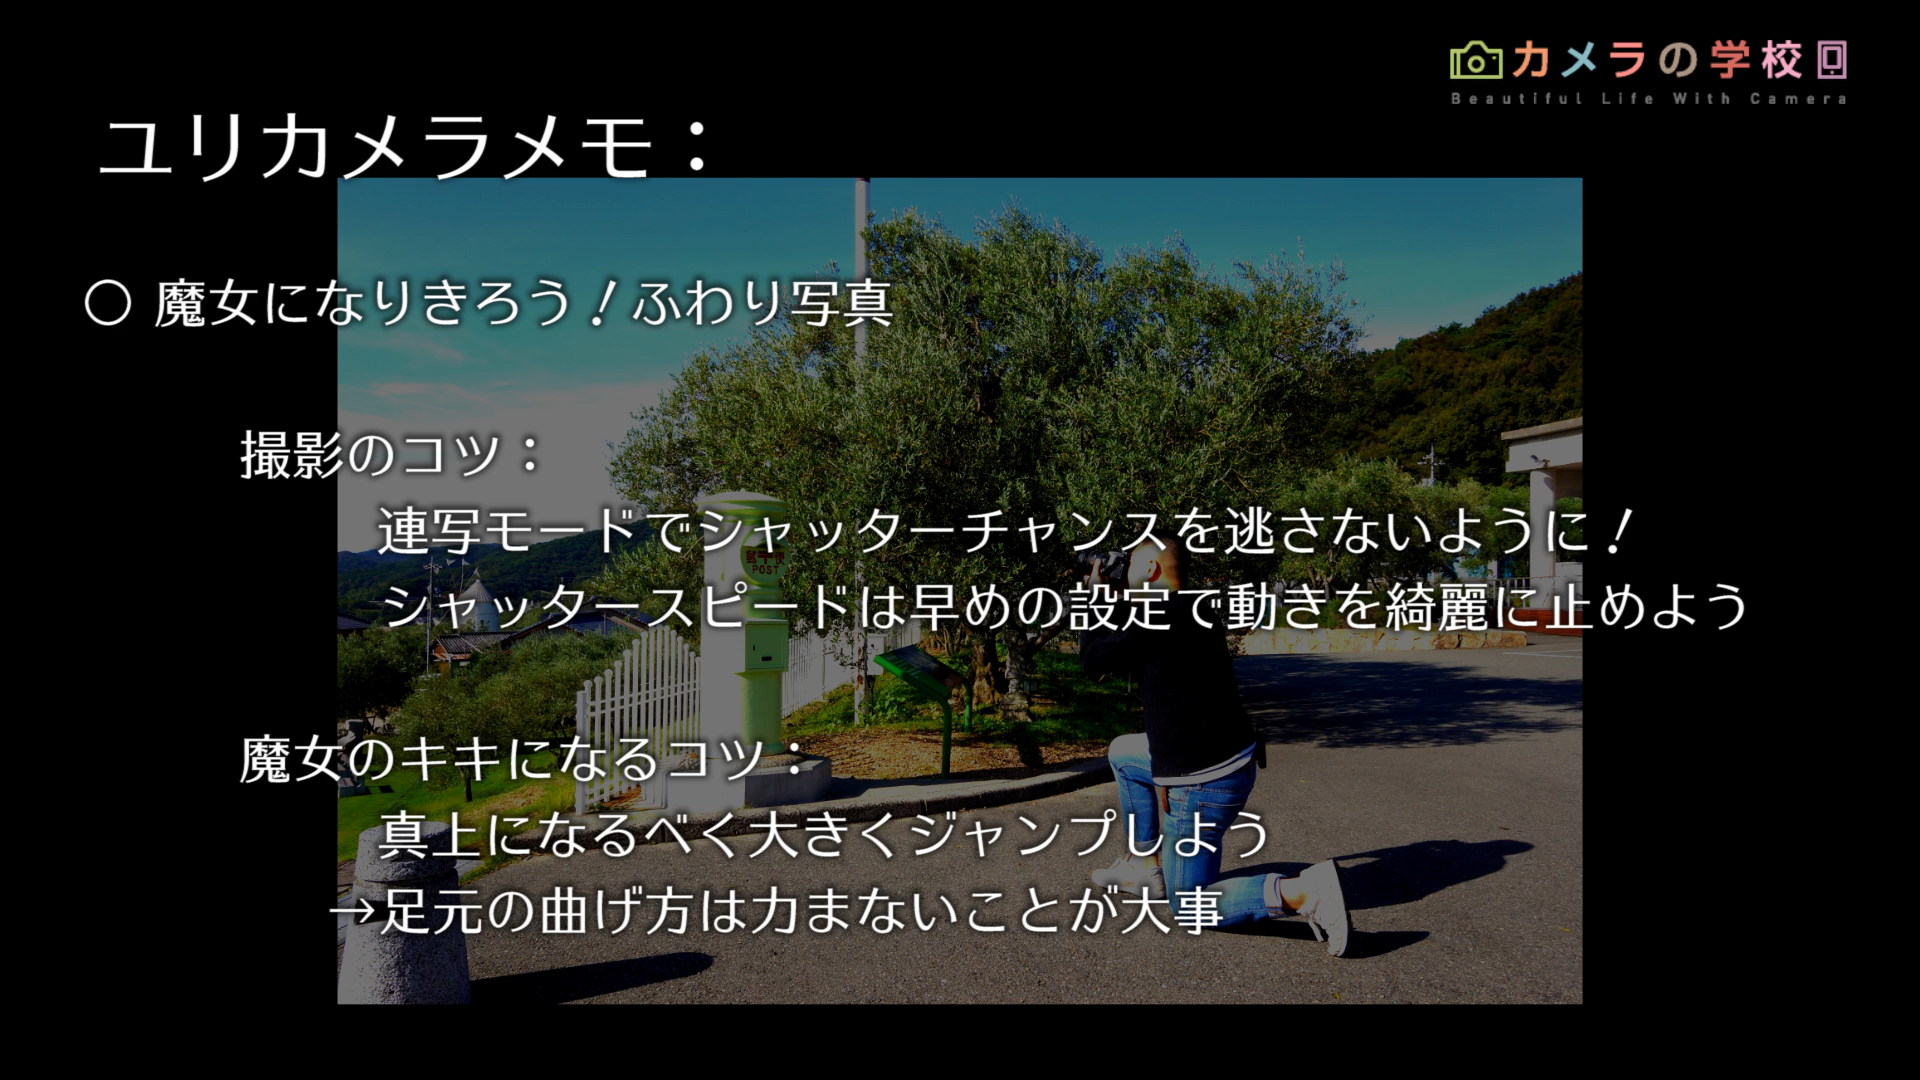 カメラの学校
Beautiful Life With Camera
ユリカメラメモ：
○ 魔女になりきろう！ふわり写真
撮影のコツ：
連写モードでシャッターチャンスを逃さないように！
シャッタースピードは早めの設定で動きを綺麗に止めよう
郵便
POST
魔女のキキになるコツ：
真上になるべく大きくジャンプしよう
→足元の曲げ方は力まないことが大事